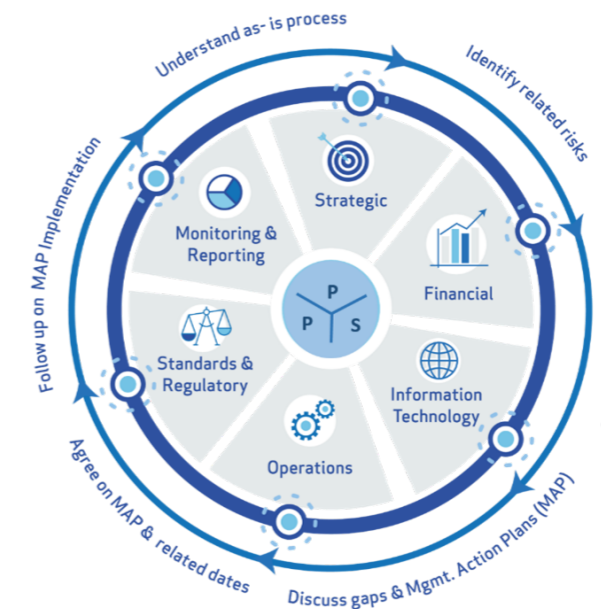 Understand as- is process
Identify related risks
Discuss gaps & Mgmt. Action Plans (MAP)
Agree on MAP & related dates
Follow up on MAP Implementation
Strategic
Financial
Information
Technology
Operations
Standards &
Regulatory
Monitoring &
Reporting
P
P S